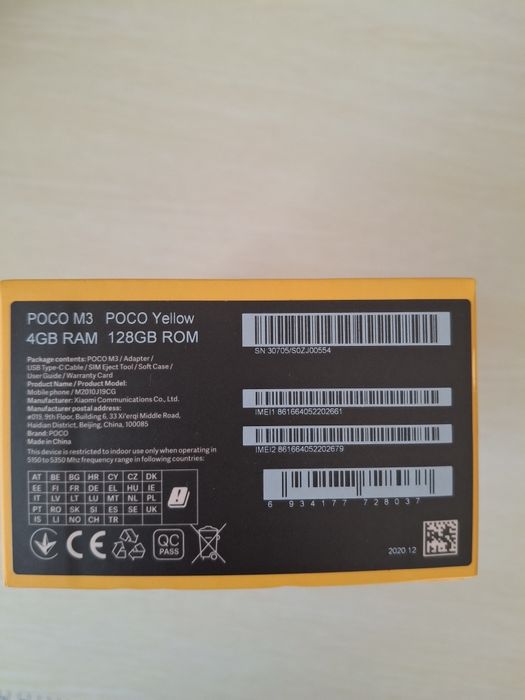 POCO M3 POCO Yellow
4GB RAM 128GB ROM
Package contents: POCO M3 / Adapter /
USB Type-C Cable / SIM Eject Tool / Soft Case /
User Guide / Warranty Card
Product Name / Product Model:
Mobile phone / M2010J19CG
Manufacturer: Xiaomi Communications Co., Ltd.
#019, 9th Floor, Building 6, 33 Xi'erqi Middle Road,
Haidian District, Beijing, China, 100085
Brand: POCO
Made in China
This device is restricted to indoor use only when operating in
5150 to 5350 Mhz frequency range in following countries:
AT BE BG HR CY CZ DK
EE FI FR DE EL HU IE
IT LV LT LU MT NL PL
PT RO SK SI ES SE UK
IS LI NO CH TR
CE
QC
PASS
SN 30705/S0ZJ00554
IMEI1 861664052202661
IMEI2 861664052202679
6 934177 728037
2020.12